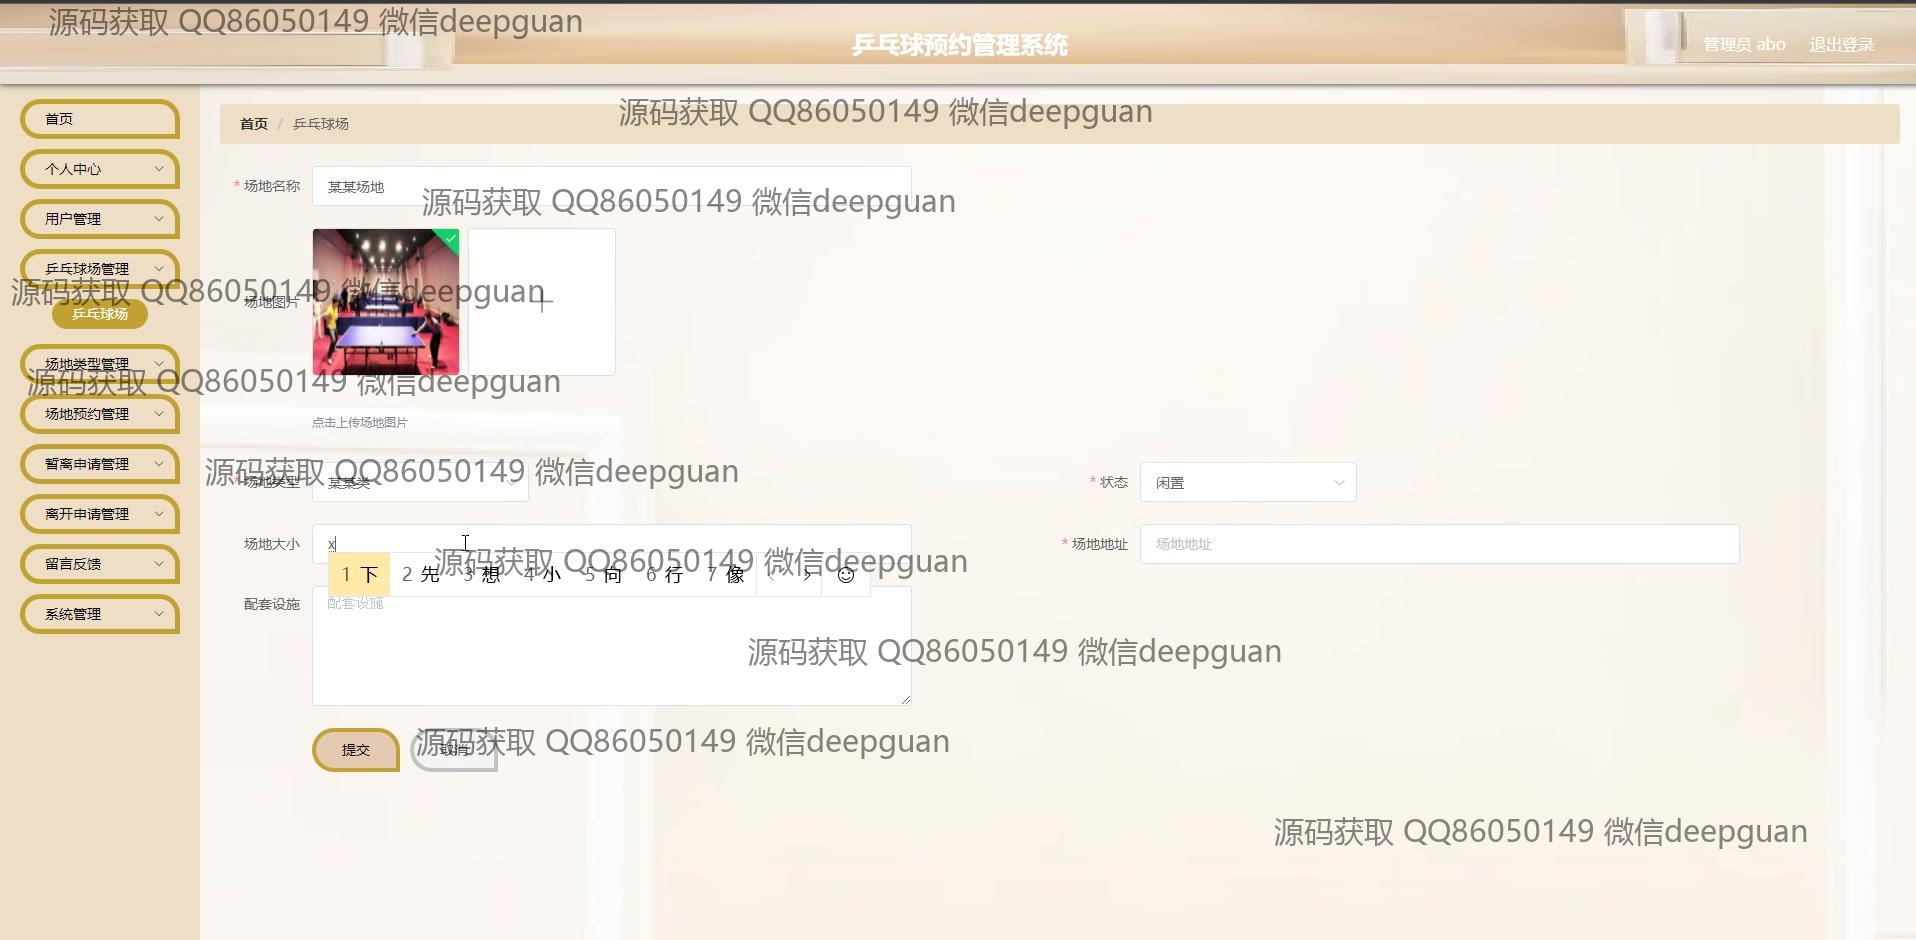 源码获取 QQ86050149 微信deepguan
乒乓球预约管理系统
管理员 abo
退出登录
首页
个人中心
用户管理
乒乓球场管理
乒乓球场
场地类型管理
场地预约管理
暂离申请管理
离开申请管理
留言反馈
系统管理
首页 / 乒乓球场
源码获取 QQ86050149 微信deepguan
* 场地名称
某某场地
源码获取 QQ86050149 微信deepguan
场地图片
源码获取 QQ86050149 微信deepguan
源码获取 QQ86050149 微信deepguan
点击上传场地图片
源码获取 QQ86050149 微信deepguan
* 场地类型
某某类
* 状态
闲置
场地大小
x
* 场地地址
场地地址
源码获取 QQ86050149 微信deepguan
1 下 2 先 3 想 4 小 5 向 6 行 7 像
配套设施
配套设施
源码获取 QQ86050149 微信deepguan
提交
取消
源码获取 QQ86050149 微信deepguan
源码获取 QQ86050149 微信deepguan